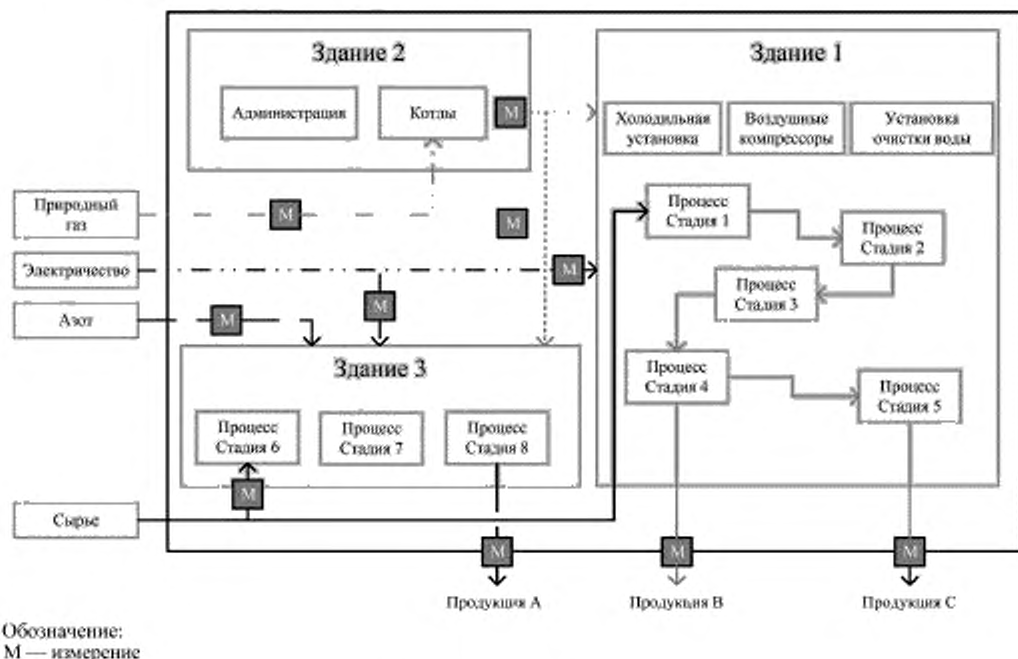 Здание 2
Здание 1
Администрация
Котлы
М
Холодильная
установка
Воздушные
компрессоры
Установка
очистки воды
Природный
газ
М
М
Процесс
Стадия 1
Процесс
Стадия 2
Электричество
М
Процесс
Стадия 3
Азот
М
М
Здание 3
Процесс
Стадия 4
Процесс
Стадия 5
Процесс
Стадия 6
Процесс
Стадия 7
Процесс
Стадия 8
М
Сырье
М
М
М
Продукция А
Продукция В
Продукция С
Обозначение:
М — измерение